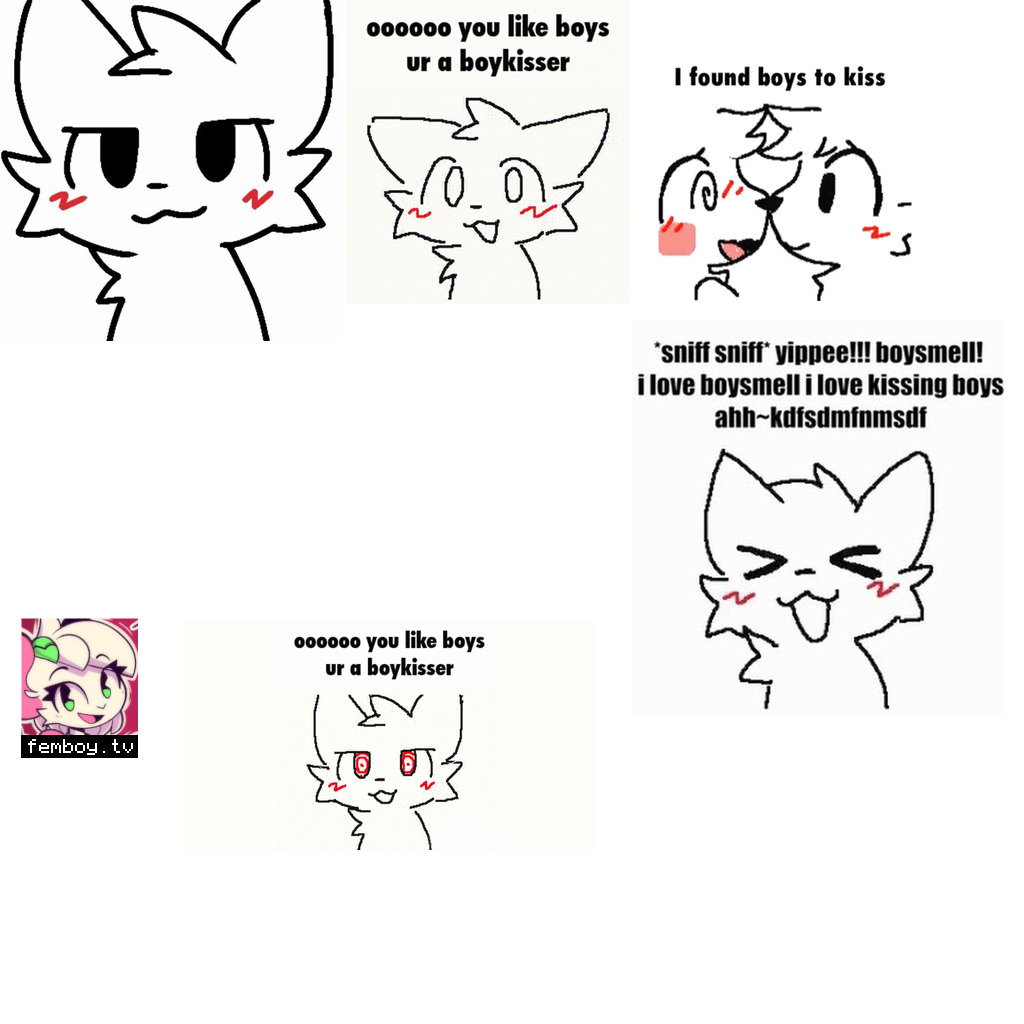 oooooo you like boys
ur a boykisser
I found boys to kiss
*sniff sniff* yippee!!! boysmell!
i love boysmell i love kissing boys
ahh~kdfsdmfnmsdf
oooooo you like boys
ur a boykisser
femboy.tv